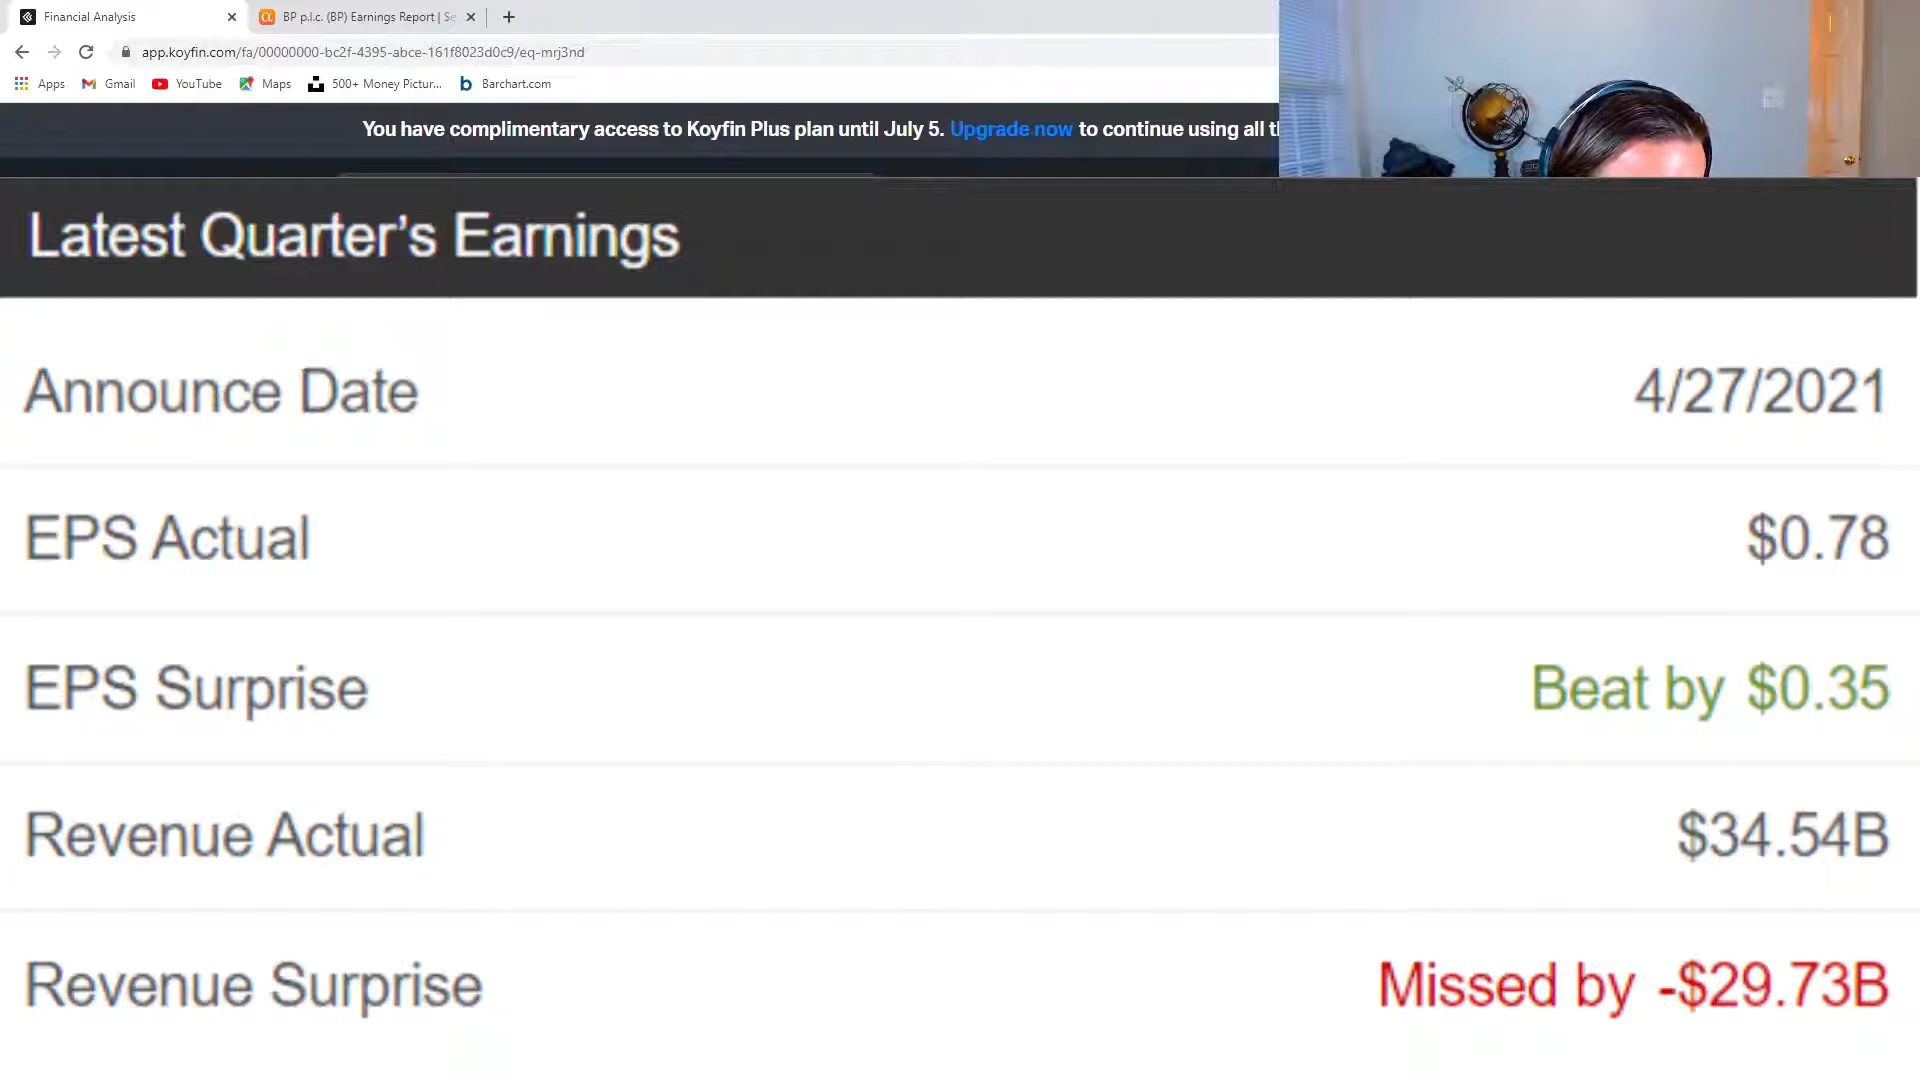 Financial Analysis
BP p.l.c. (BP) Earnings Report | Se
app.koyfin.com/fa/00000000-bc2f-4395-abce-161f8023d0c9/eq-mrj3nd
Apps Gmail YouTube Maps 500+ Money Pictur... Barchart.com
You have complimentary access to Koyfin Plus plan until July 5. Upgrade now to continue using all
Latest Quarter’s Earnings
Announce Date 4/27/2021
EPS Actual $0.78
EPS Surprise Beat by $0.35
Revenue Actual $34.54B
Revenue Surprise Missed by -$29.73B